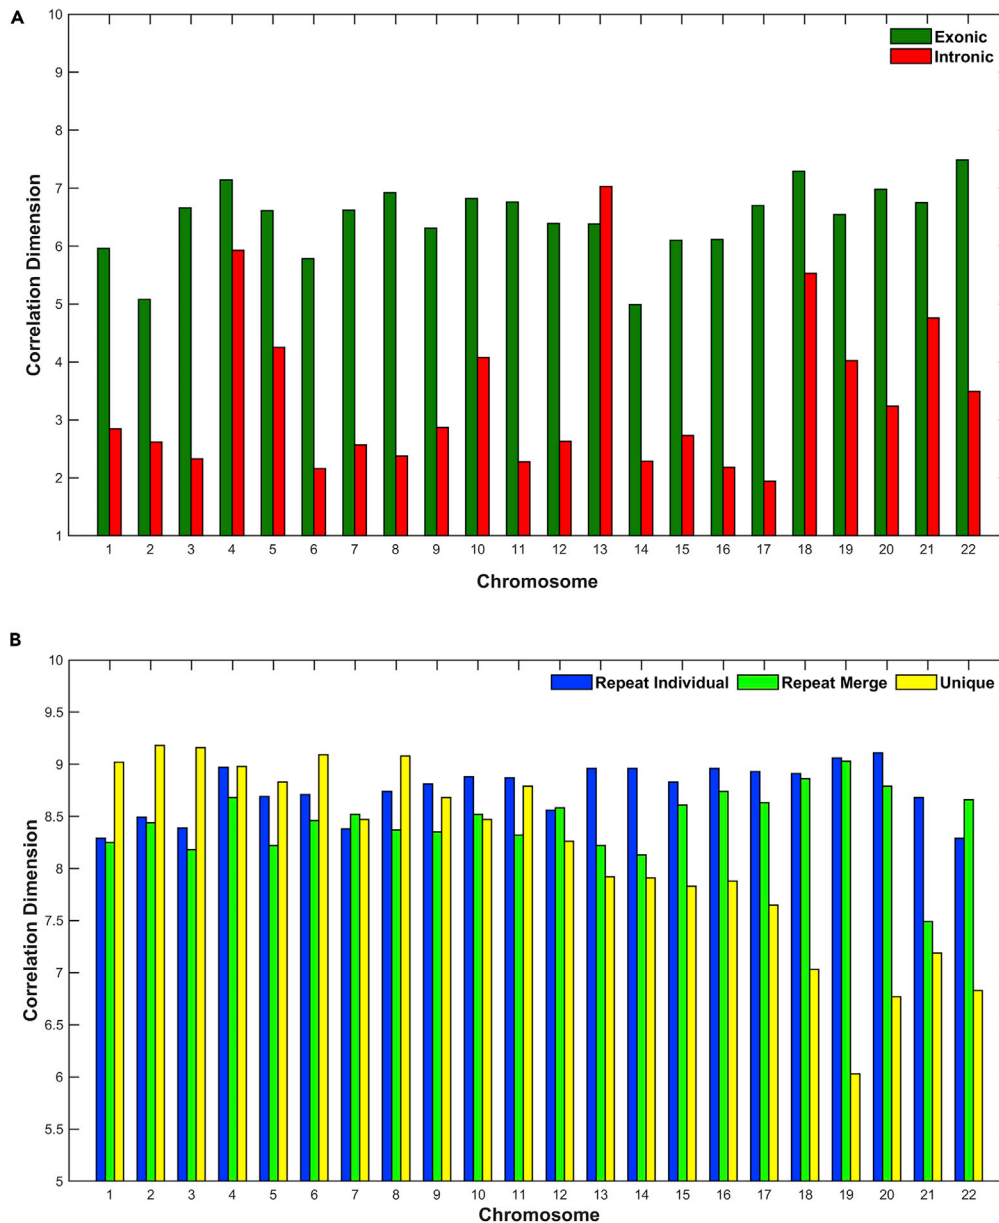 A
10
9
8
7
6
5
4
3
2
1
Correlation Dimension
Exonic
Intronic
1 2 3 4 5 6 7 8 9 10 11 12 13 14 15 16 17 18 19 20 21 22
Chromosome
B
10
9.5
9
8.5
8
7.5
7
6.5
6
5.5
5
Correlation Dimension
Repeat Individual Repeat Merge Unique
1 2 3 4 5 6 7 8 9 10 11 12 13 14 15 16 17 18 19 20 21 22
Chromosome